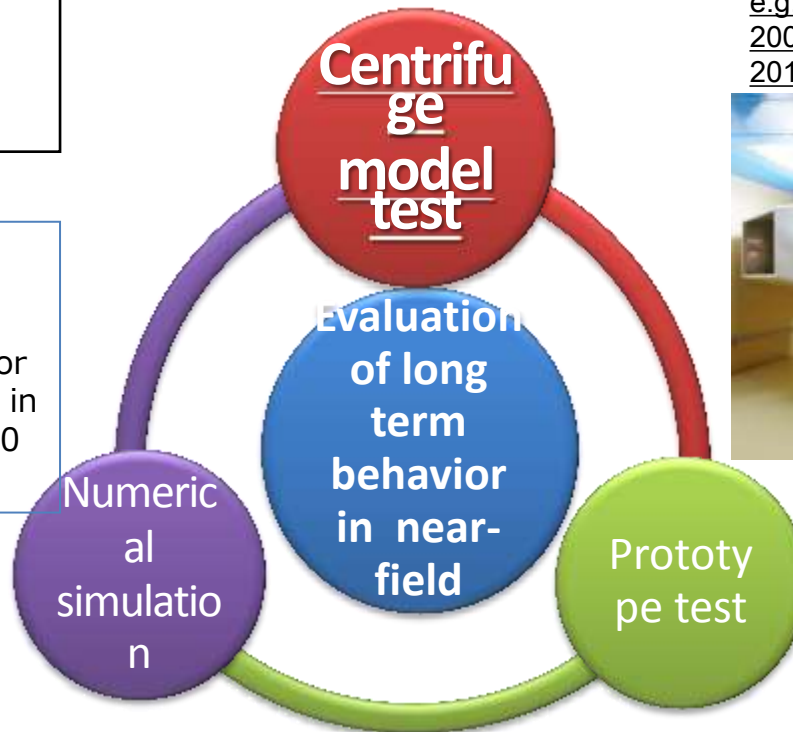 e.g
200
201
Centrifu
ge
model
test
Evaluation
of long
term
behavior
in near-
field
or
in
0
Numeric
al
simulatio
n
Prototy
pe test